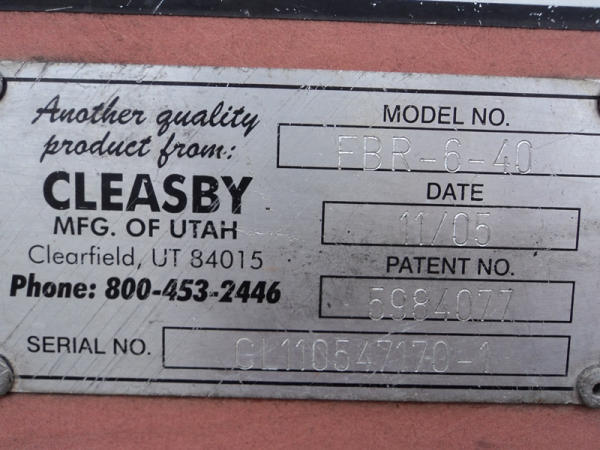 Another quality
product from:
CLEASBY
MFG. OF UTAH
Clearfield, UT 84015
Phone: 800-453-2446
MODEL NO.
FBR-6-40
DATE
11/05
PATENT NO.
5984077
SERIAL NO. GL110547170-1